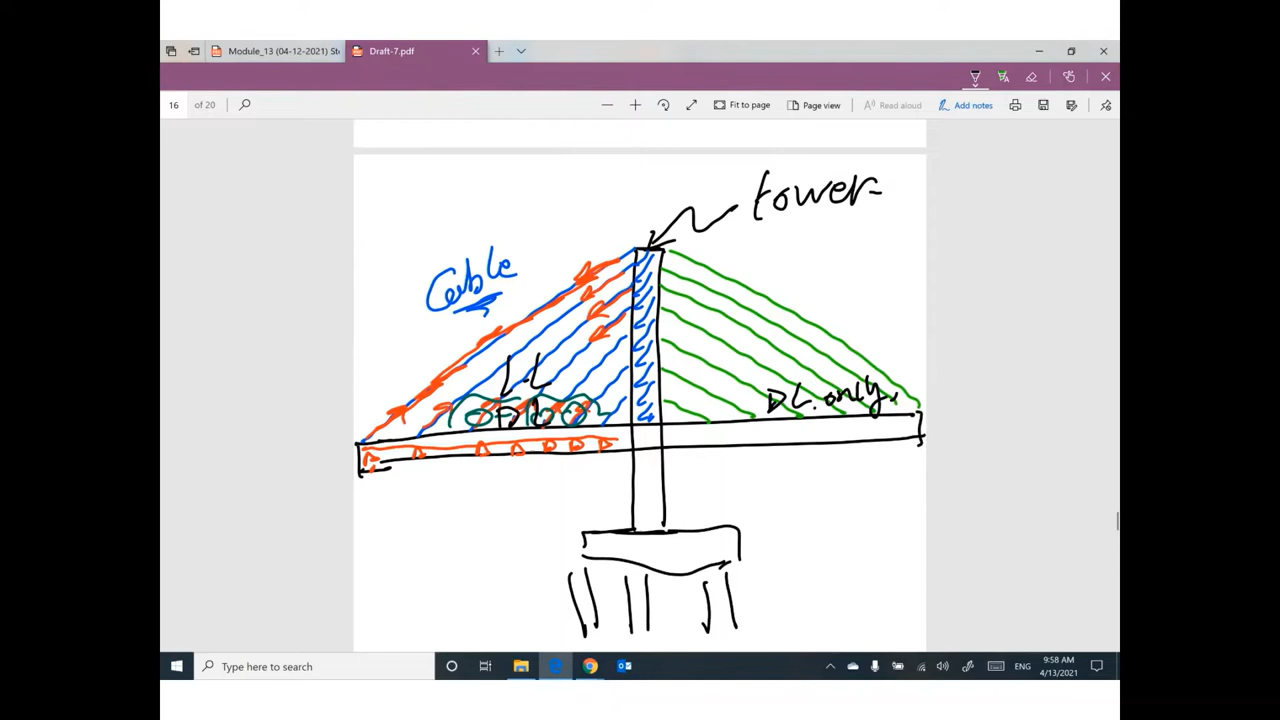 Module_13 (04-12-2021) St
Draft-7.pdf
16 of 20
Fit to page
Page view
Read aloud
Add notes
tower
Cable
L.L
D L
DL. only.
Type here to search
ENG
9:58 AM
4/13/2021